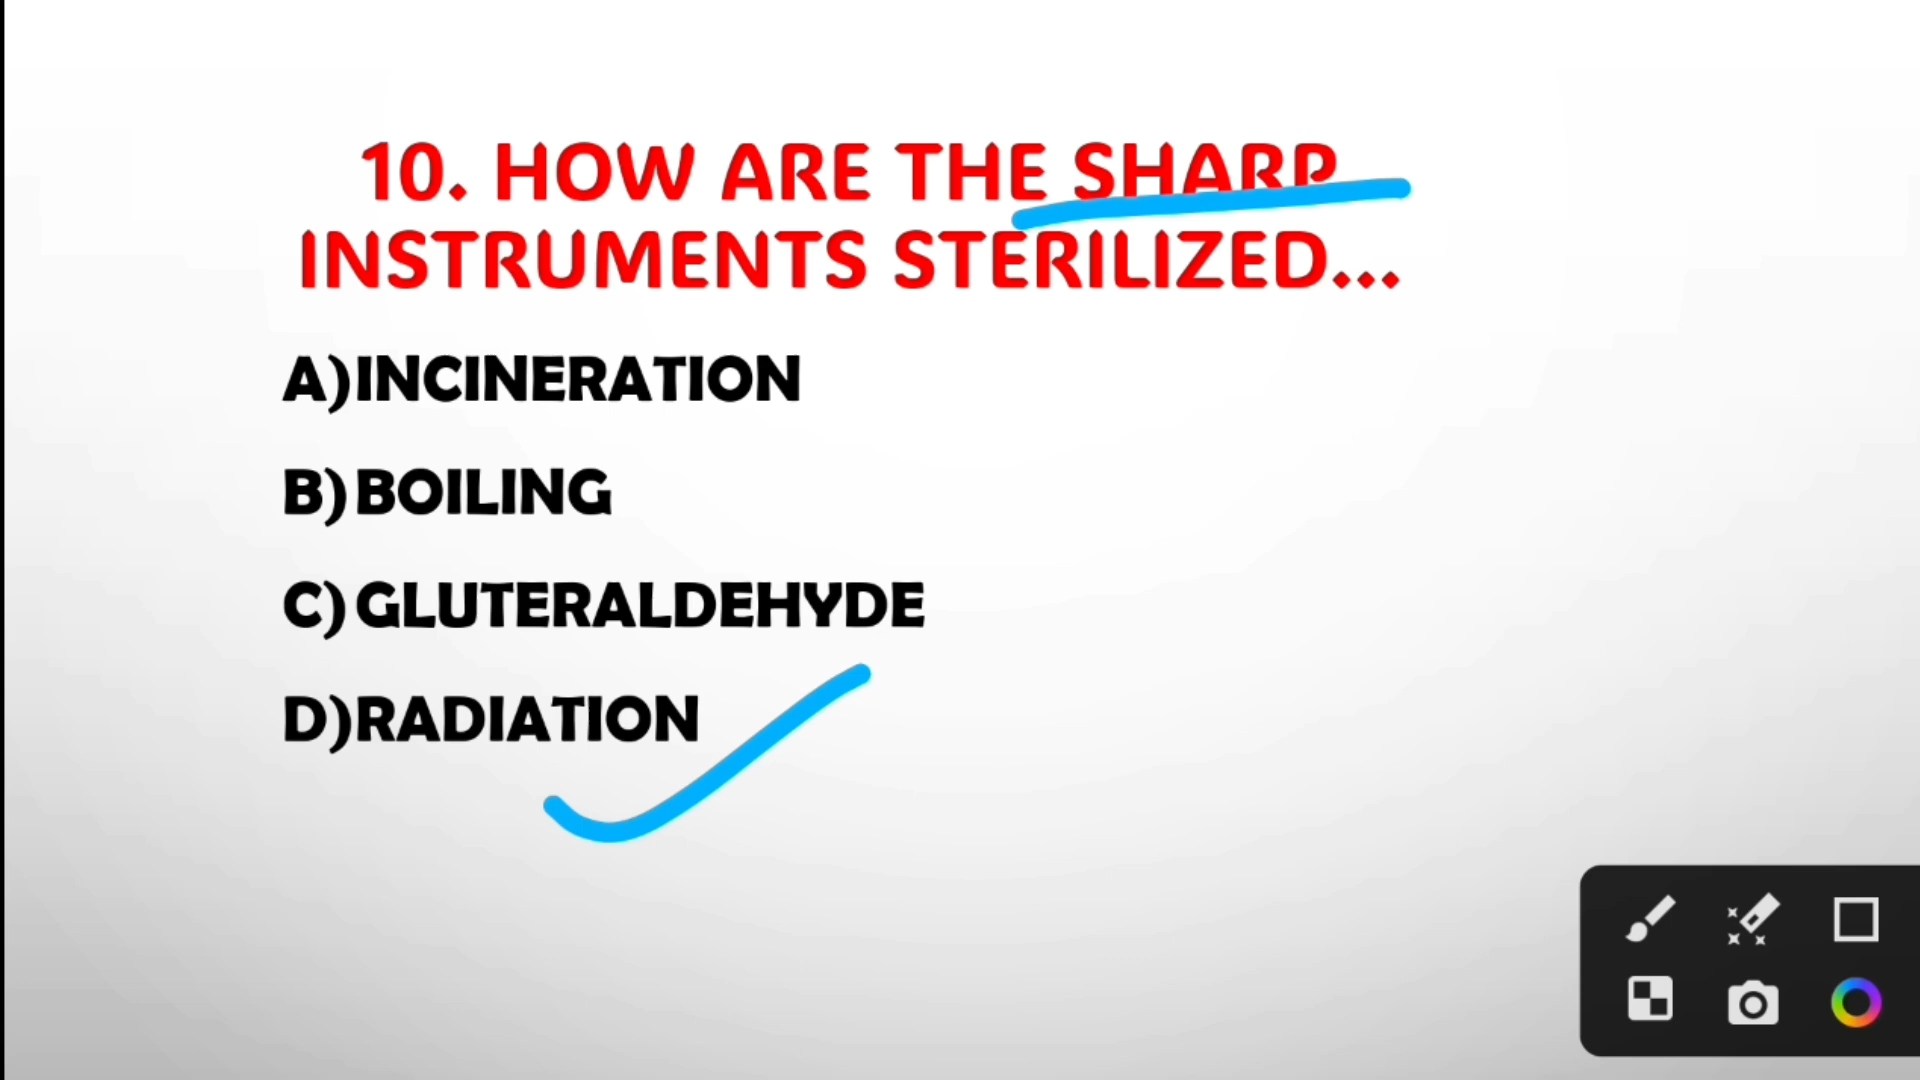 10. HOW ARE THE SHARP
INSTRUMENTS STERILIZED...
A) INCINERATION
B) BOILING
C) GLUTERALDEHYDE
D) RADIATION